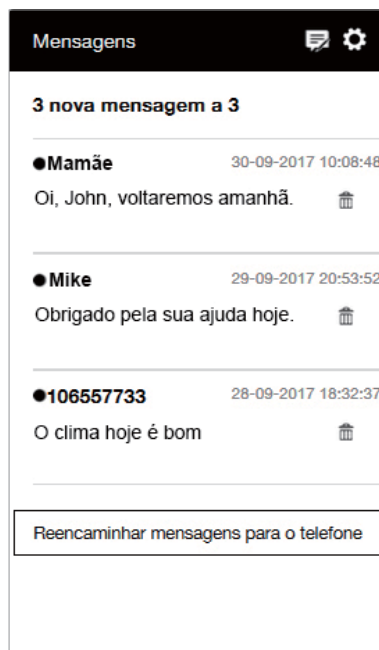 Mensagens
3 nova mensagem a 3
Mamãe 30-09-2017 10:08:48
Oi, John, voltaremos amanhã.
Mike 29-09-2017 20:53:52
Obrigado pela sua ajuda hoje.
106557733 28-09-2017 18:32:37
O clima hoje é bom
Reencaminhar mensagens para o telefone